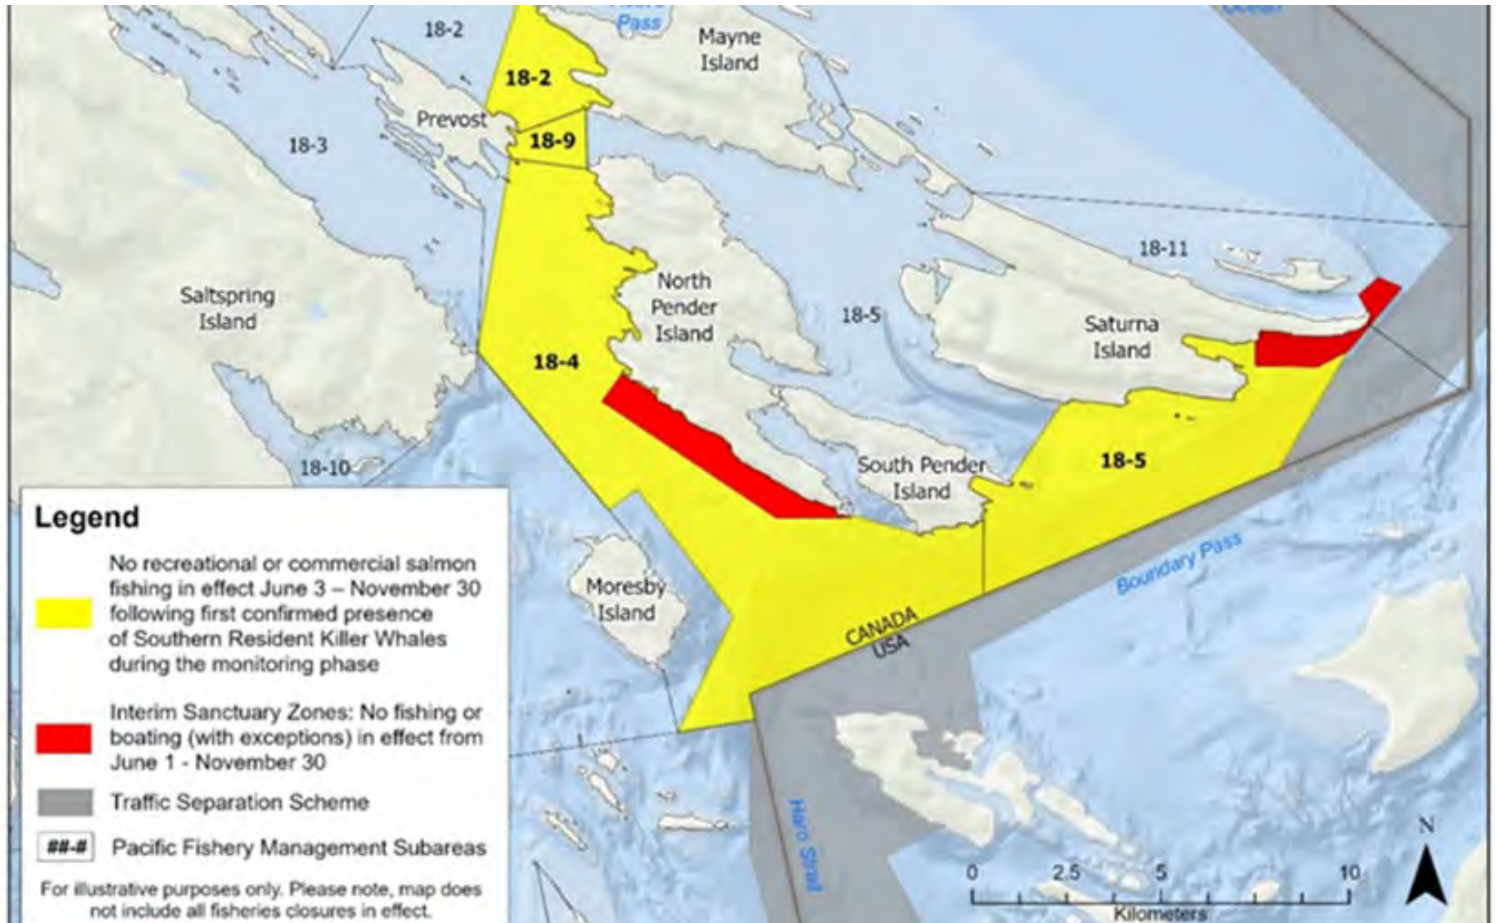 Pass
Mayne
Island
18-2
18-2
Prevost
18-9
18-3
18-11
Saltspring
Island
North
Pender
Island
18-5
Saturna
Island
18-4
18-10
South Pender
Island
18-5
Legend
No recreational or commercial salmon
fishing in effect June 3 – November 30
following first confirmed presence
of Southern Resident Killer Whales
during the monitoring phase
Interim Sanctuary Zones: No fishing or
boating (with exceptions) in effect from
June 1 - November 30
Traffic Separation Scheme
##-# Pacific Fishery Management Subareas
For illustrative purposes only. Please note, map does
not include all fisheries closures in effect.
Moresby
Island
Boundary Pass
CANADA
USA
Haro Strait
N
0 2.5 5 10
Kilometers